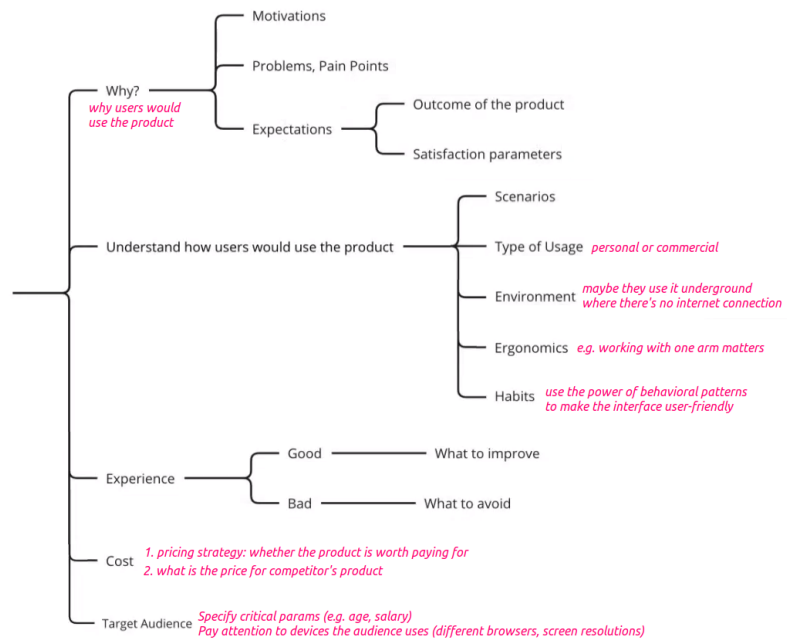 Motivations
Problems, Pain Points
Why?
why users would
use the product
Outcome of the product
Expectations
Satisfaction parameters
Scenarios
Understand how users would use the product
Type of Usage personal or commercial
maybe they use it underground
Environment
where there's no internet connection
Ergonomics e.g. working with one arm matters
use the power of behavioral patterns
Habits
to make the interface user-friendly
Good What to improve
Experience
Bad What to avoid
1. pricing strategy: whether the product is worth paying for
Cost
2. what is the price for competitor's product
Specify critical params (e.g. age, salary)
Target Audience
Pay attention to devices the audience uses (different browsers, screen resolutions)